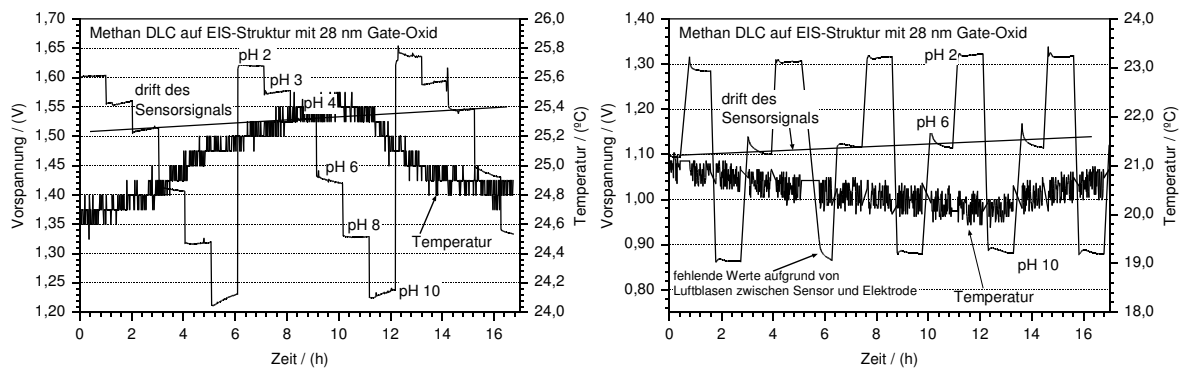 Methan DLC auf EIS-Struktur mit 28 nm Gate-Oxid
pH 2
pH 3
drift des
Sensorsignals
pH 4
pH 6
pH 8
Temperatur
pH 10
Vorspannung / (V)
1,70
1,65
1,60
1,55
1,50
1,45
1,40
1,35
1,30
1,25
1,20
26,0
25,8
25,6
25,4
25,2
25,0
24,8
24,6
24,4
24,2
24,0
Temperatur / (ºC)
0 2 4 6 8 10 12 14 16
Zeit / (h)
Methan DLC auf EIS-Struktur mit 28 nm Gate-Oxid
pH 2
drift des
Sensorsignals
pH 6
pH 10
fehlende Werte aufgrund von
Luftblasen zwischen Sensor und Elektrode
Temperatur
Vorspannung / (V)
1,40
1,30
1,20
1,10
1,00
0,90
0,80
24,0
23,0
22,0
21,0
20,0
19,0
18,0
Temperatur / (ºC)
0 2 4 6 8 10 12 14 16
Zeit / (h)